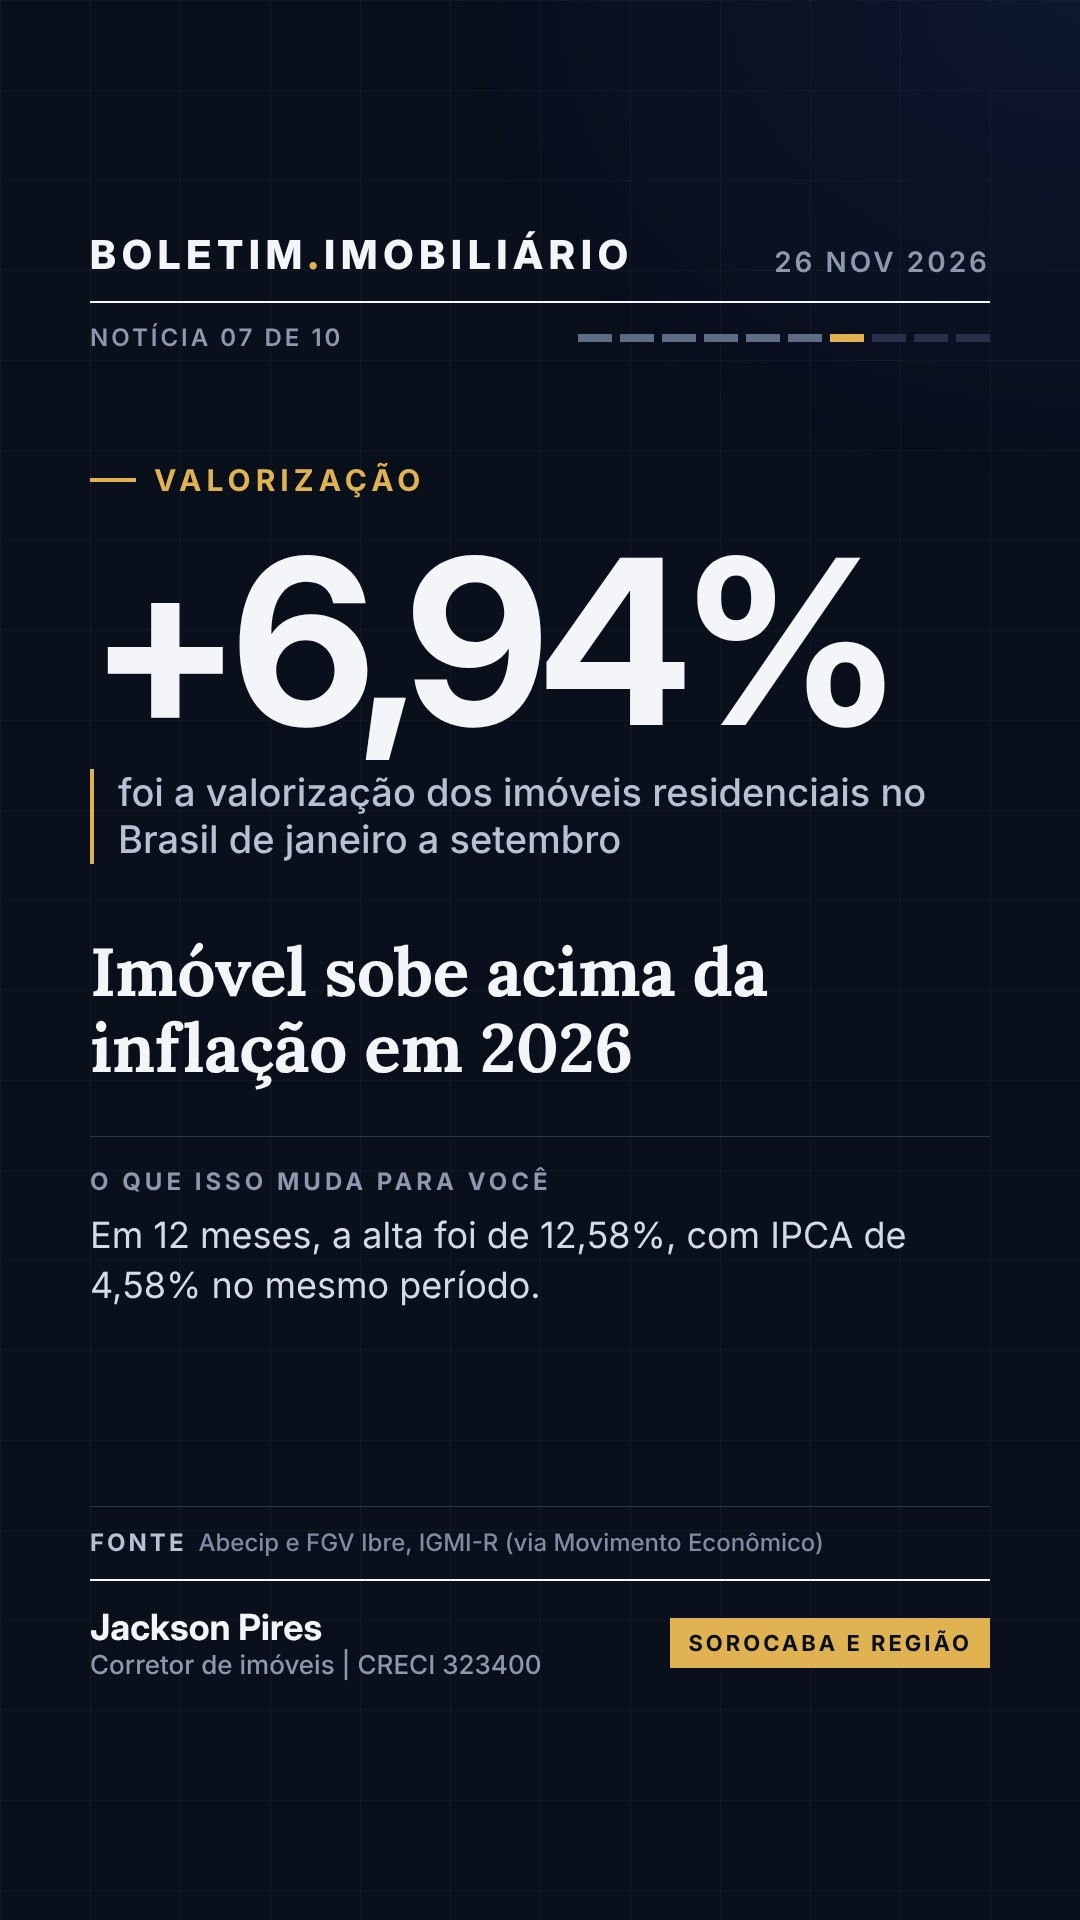 BOLETIM.IMOBILIÁRIO
26 NOV 2026
NOTÍCIA 07 DE 10
VALORIZAÇÃO
+6,94%
foi a valorização dos imóveis residenciais no
Brasil de janeiro a setembro
Imóvel sobe acima da
inflação em 2026
O QUE ISSO MUDA PARA VOCÊ
Em 12 meses, a alta foi de 12,58%, com IPCA de
4,58% no mesmo período.
FONTE Abecip e FGV Ibre, IGMI-R (via Movimento Econômico)
Jackson Pires
Corretor de imóveis | CRECI 323400
SOROCABA E REGIÃO